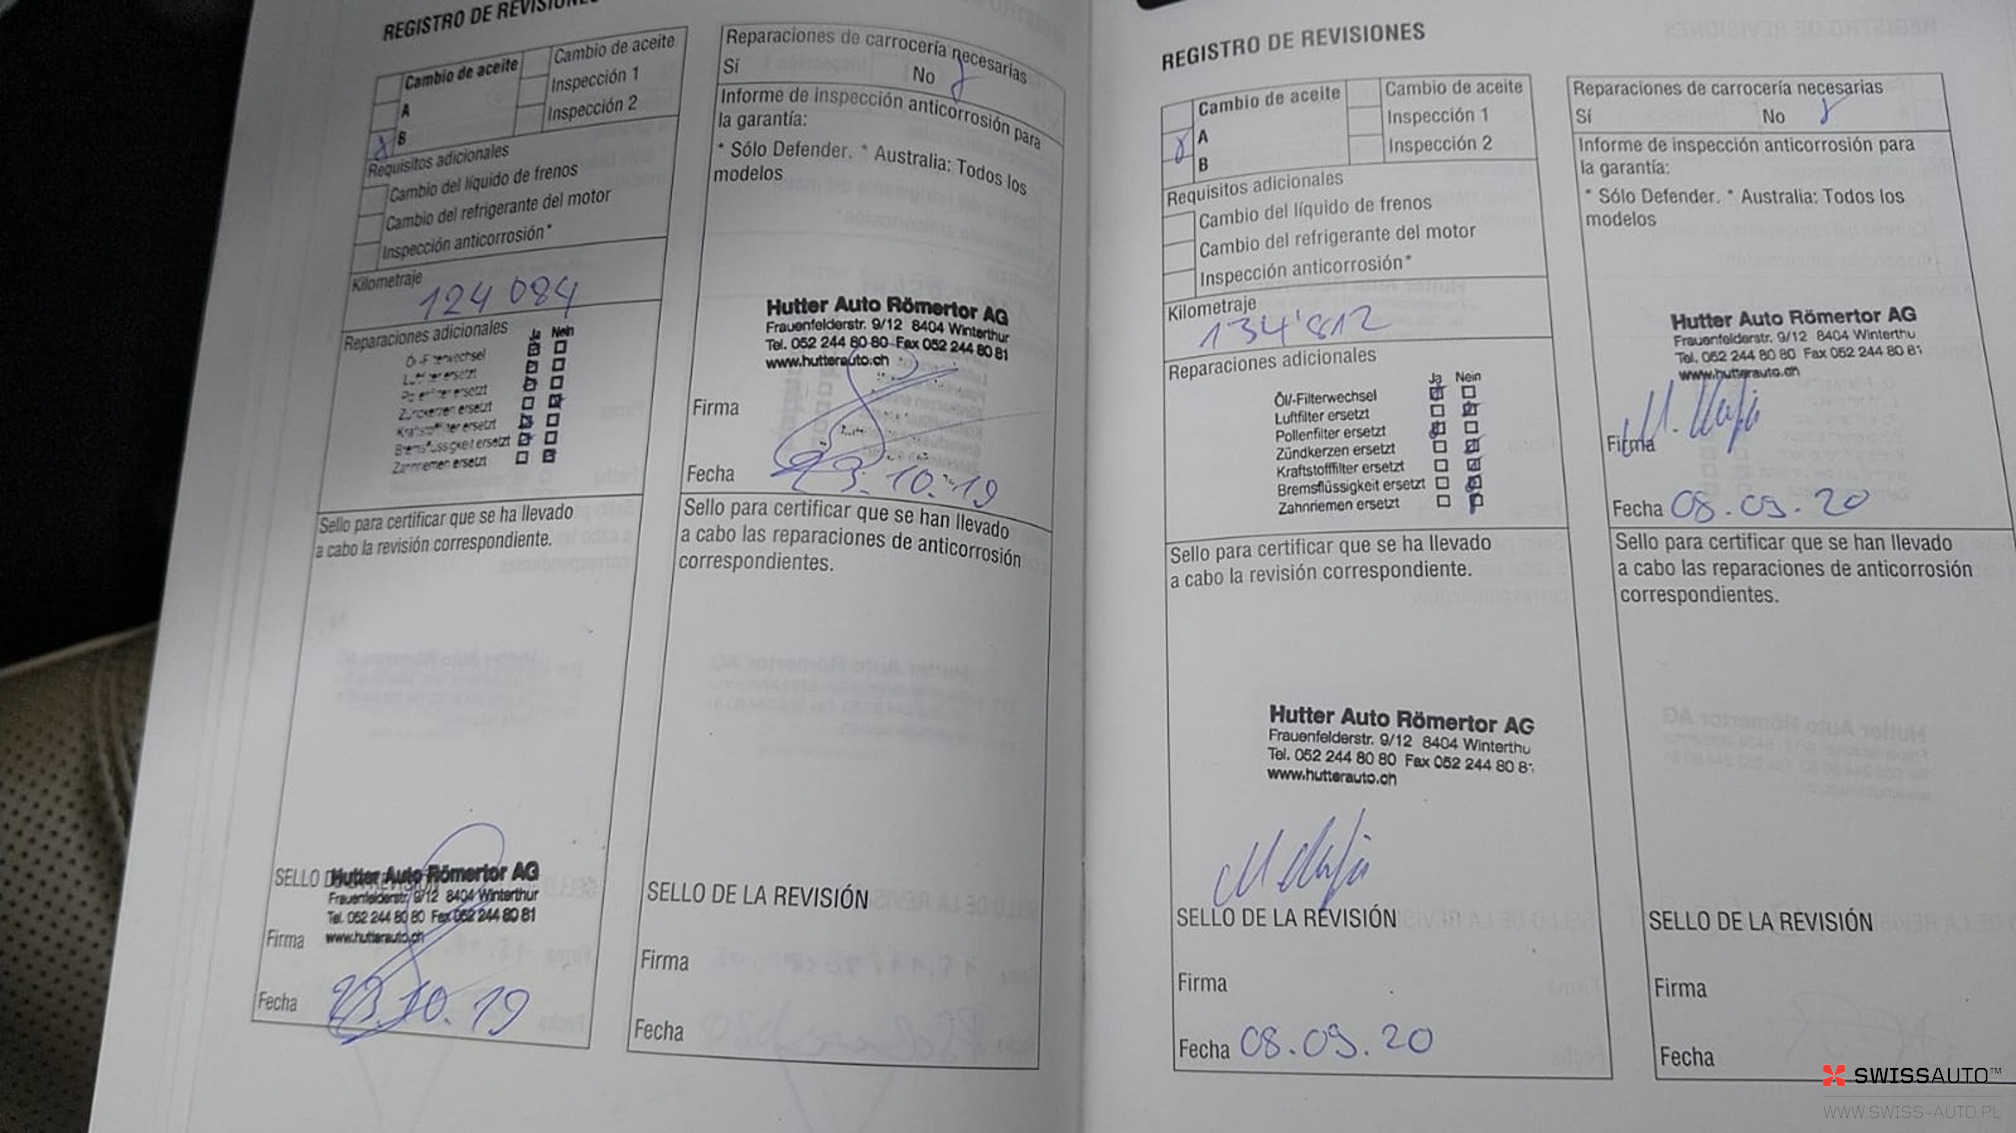 REGISTRO DE REVISIONE
Cambio de aceite
A
B
Cambio de aceite
Inspección 1
Inspección 2
Requisitos adicionales
Cambio del líquido de frenos
Cambio del refrigerante del motor
Inspección anticorrosión*
Kilometraje
124 084
Reparaciones adicionales
Ja Nein
Zündkerzen ersetzt
Bremsflüssigkeit ersetzt
Zahnriemen ersetzt
Sello para certificar que se ha llevado
a cabo la revisión correspondiente.
SELLO
Hutter Auto Römertor AG
Frauenfelderstr. 9/12 8404 Winterthur
Tel. 052 244 80 80 Fax 052 244 80 81
www.hutterauto.ch
Firma
Fecha 23.10.19
Reparaciones de carrocería necesarias
Sí No
Informe de inspección anticorrosión para
la garantía:
* Sólo Defender. * Australia: Todos los
modelos
Hutter Auto Römertor AG
Frauenfelderstr. 9/12 8404 Winterthur
Tel. 052 244 80 80 Fax 052 244 80 81
www.hutterauto.ch
Firma
Fecha 23.10.19
Sello para certificar que se han llevado
a cabo las reparaciones de anticorrosión
correspondientes.
SELLO DE LA REVISIÓN
Firma
Fecha
REGISTRO DE REVISIONES
Cambio de aceite
A
B
Cambio de aceite
Inspección 1
Inspección 2
Requisitos adicionales
Cambio del líquido de frenos
Cambio del refrigerante del motor
Inspección anticorrosión*
Kilometraje
134'812
Reparaciones adicionales
Ja Nein
Öl/-Filterwechsel
Luftfilter ersetzt
Pollenfilter ersetzt
Zündkerzen ersetzt
Kraftstofffilter ersetzt
Bremsflüssigkeit ersetzt
Zahnriemen ersetzt
Sello para certificar que se ha llevado
a cabo la revisión correspondiente.
Hutter Auto Römertor AG
Frauenfelderstr. 9/12 8404 Winterthu
Tel. 052 244 80 80 Fax 052 244 80 8
www.hutterauto.ch
SELLO DE LA REVISIÓN
Firma
Fecha 08.09.20
Reparaciones de carrocería necesarias
Sí No
Informe de inspección anticorrosión para
la garantía:
* Sólo Defender. * Australia: Todos los
modelos
Hutter Auto Römertor AG
Frauenfelderstr. 9/12 8404 Winterthu
Tel. 052 244 80 80 Fax 052 244 80 81
www.hutterauto.ch
Firma
Fecha 08.09.20
Sello para certificar que se han llevado
a cabo las reparaciones de anticorrosión
correspondientes.
SELLO DE LA REVISIÓN
Firma
Fecha
SWISSAUTO™
WWW.SWISS-AUTO.PL